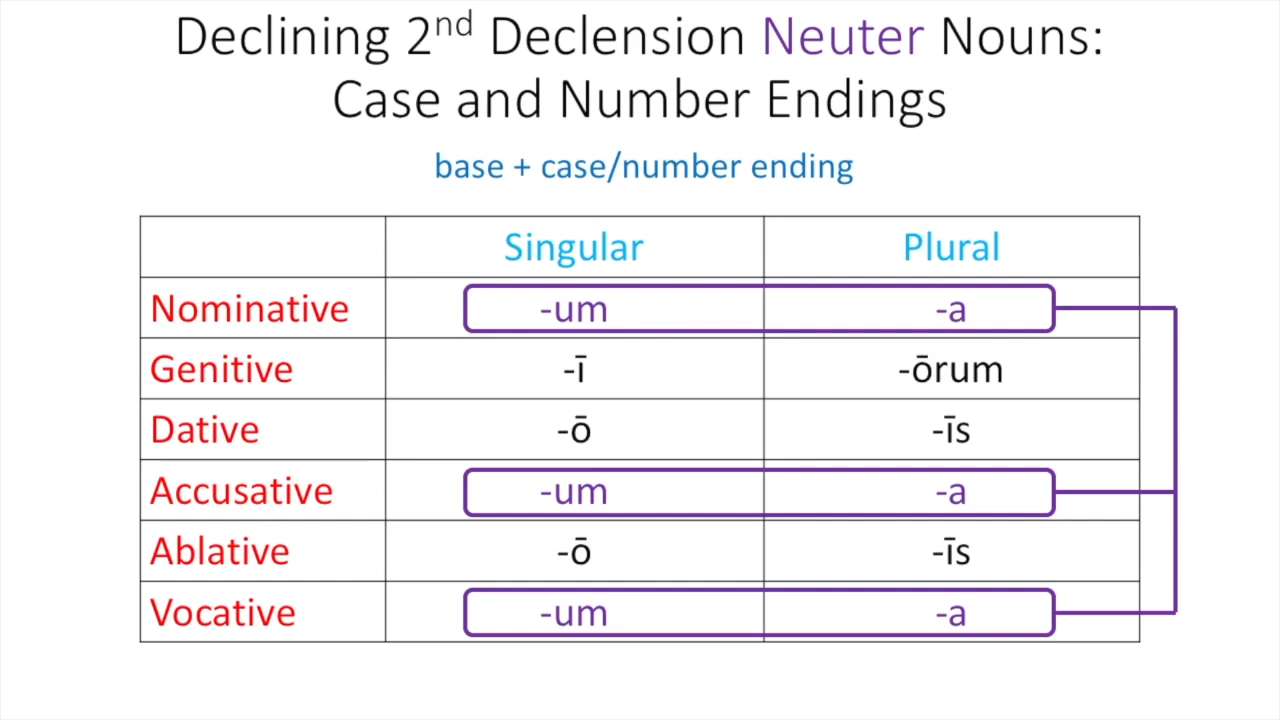 Declining 2nd Declension Neuter Nouns:
Case and Number Endings
base + case/number ending
Singular Plural
Nominative -um -a
Genitive -ī -ōrum
Dative -ō -īs
Accusative -um -a
Ablative -ō -īs
Vocative -um -a